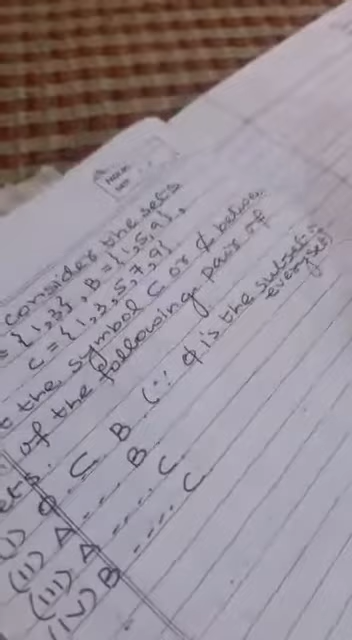 consider the sets
= {1,3}, B = {1,5,9},
C = {1,3,5,7,9}
the symbol ⊂ or ⊄ between
of the following pair of
ets.
(i) ϕ ⊂ B (∵ ϕ is the subset of
every set)
(ii) A .... B
(iii) A ..... C
(iv) B ..... C